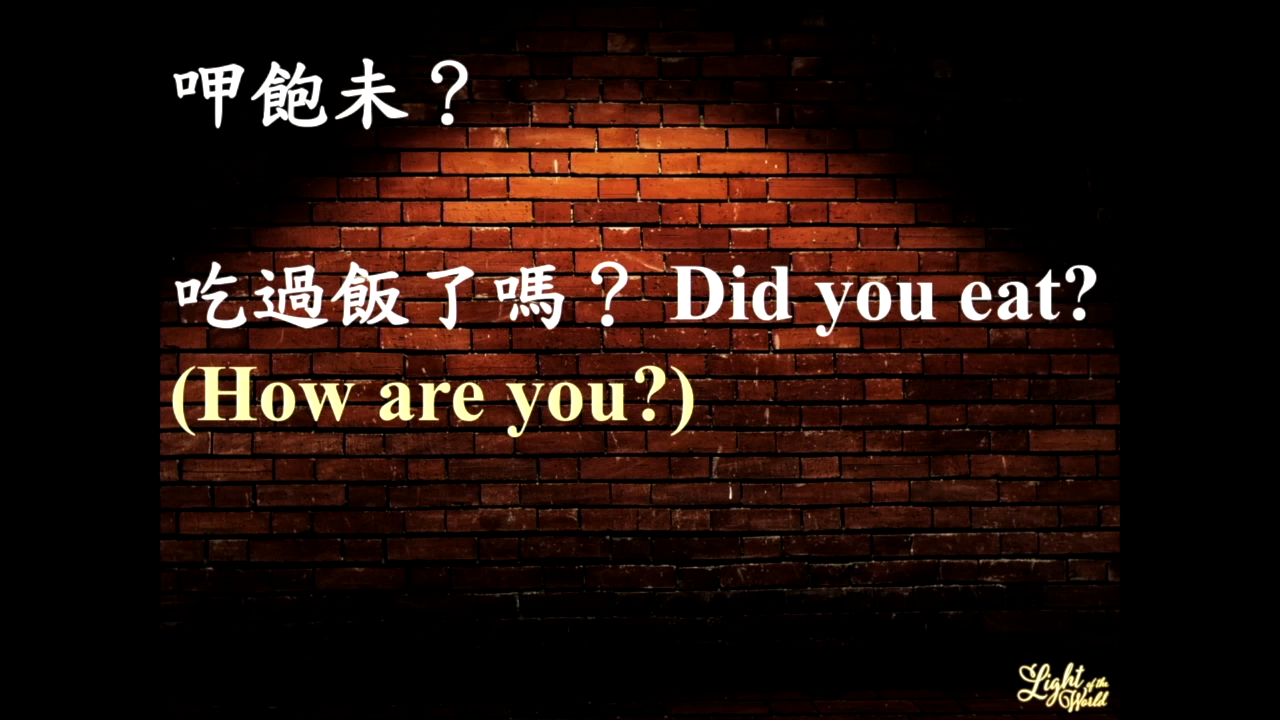 呷飽未？
吃過飯了嗎？ Did you eat?
(How are you?)
Light of the World